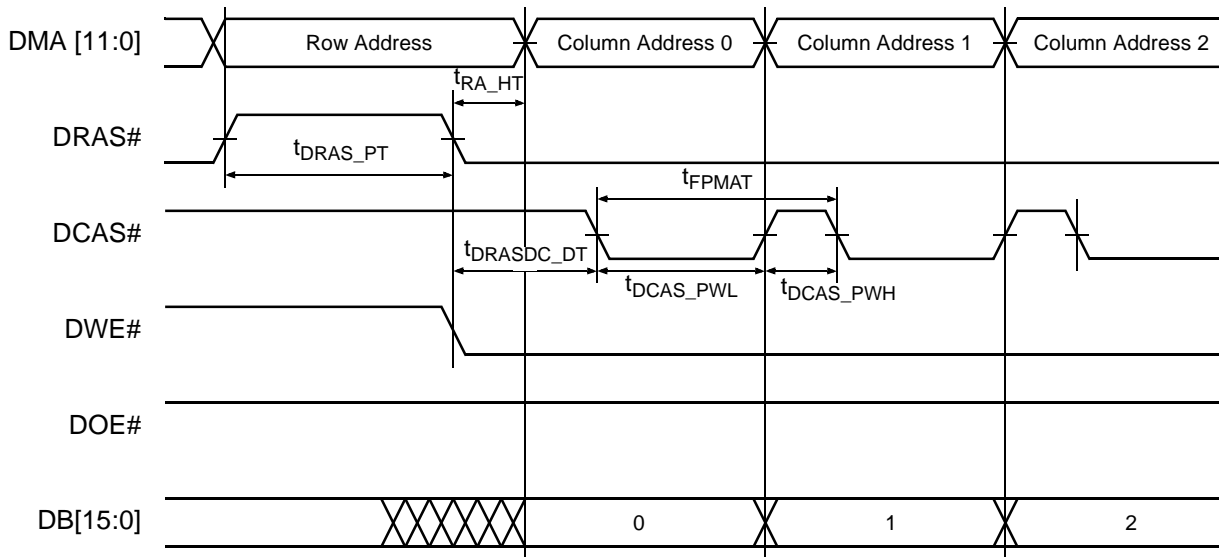 DMA [11:0] Row Address Column Address 0 Column Address 1 Column Address 2
tRA_HT
DRAS#
tDRAS_PT
tFPMAT
DCAS#
tDRASDC_DT
tDCAS_PWL tDCAS_PWH
DWE#
DOE#
DB[15:0] 0 1 2